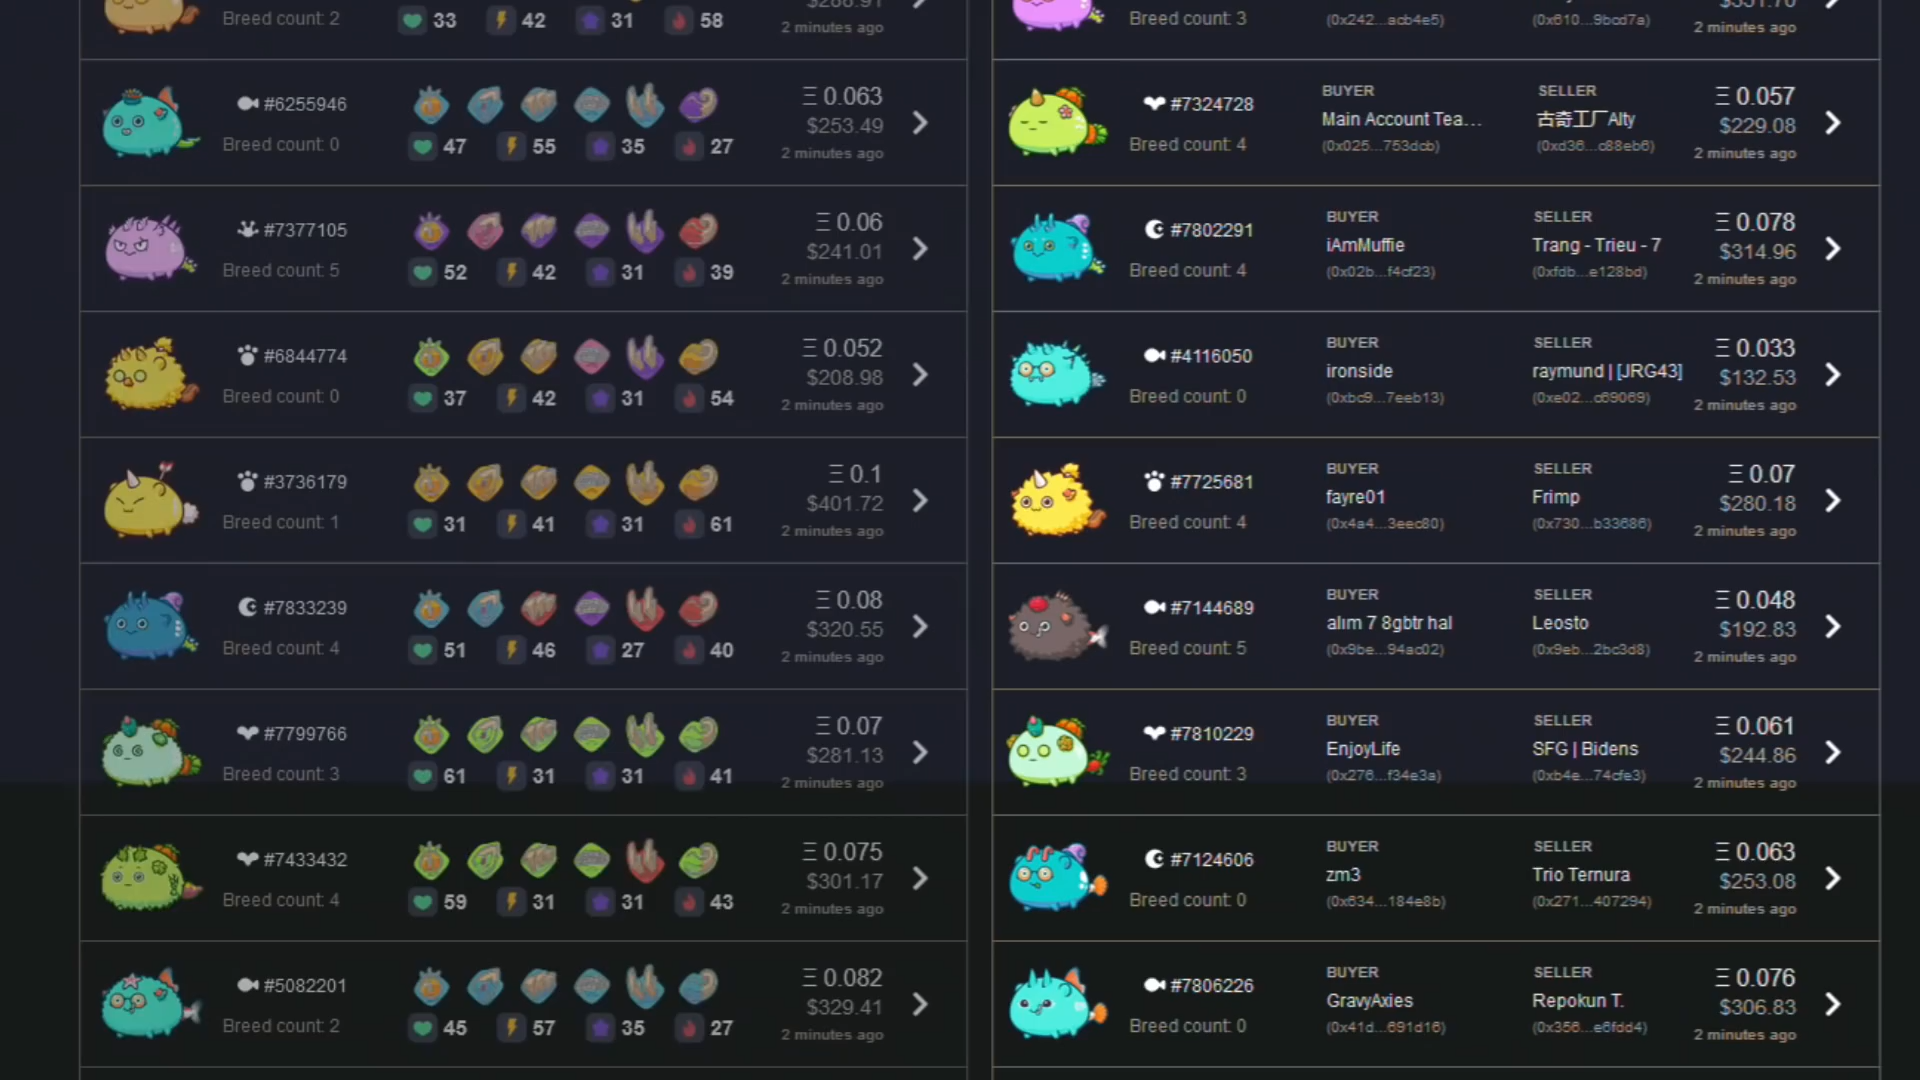 Breed count: 2
33 42 31 58
2 minutes ago
#6255946
Breed count: 0
47 55 35 27
Ξ 0.063
$253.49
2 minutes ago
#7377105
Breed count: 5
52 42 31 39
Ξ 0.06
$241.01
2 minutes ago
#6844774
Breed count: 0
37 42 31 54
Ξ 0.052
$208.98
2 minutes ago
#3736179
Breed count: 1
31 41 31 61
Ξ 0.1
$401.72
2 minutes ago
#7833239
Breed count: 4
51 46 27 40
Ξ 0.08
$320.55
2 minutes ago
#7799766
Breed count: 3
61 31 31 41
Ξ 0.07
$281.13
2 minutes ago
#7433432
Breed count: 4
59 31 31 43
Ξ 0.075
$301.17
2 minutes ago
#5082201
Breed count: 2
45 57 35 27
Ξ 0.082
$329.41
2 minutes ago
Breed count: 3
(0x242...acb4e5)
(0x610...9bcd7a)
2 minutes ago
#7324728
Breed count: 4
BUYER
Main Account Tea...
(0x025...753dcb)
SELLER
古奇工厂Alty
(0xd36...c88eb6)
Ξ 0.057
$229.08
2 minutes ago
#7802291
Breed count: 4
BUYER
iAmMuffie
(0x02b...f4cf23)
SELLER
Trang - Trieu - 7
(0xfdb...e128bd)
Ξ 0.078
$314.96
2 minutes ago
#4116050
Breed count: 0
BUYER
ironside
(0xbc9...7eeb13)
SELLER
raymund | [JRG43]
(0xe02...c69069)
Ξ 0.033
$132.53
2 minutes ago
#7725681
Breed count: 4
BUYER
fayre01
(0x4a4...3eec80)
SELLER
Frimp
(0x730...b33686)
Ξ 0.07
$280.18
2 minutes ago
#7144689
Breed count: 5
BUYER
alım 7 8gbtr hal
(0x9be...94ac02)
SELLER
Leosto
(0x9eb...2bc3d8)
Ξ 0.048
$192.83
2 minutes ago
#7810229
Breed count: 3
BUYER
EnjoyLife
(0x276...f34e3a)
SELLER
SFG | Bidens
(0xb4e...74cfe3)
Ξ 0.061
$244.86
2 minutes ago
#7124606
Breed count: 0
BUYER
zm3
(0x634...184e8b)
SELLER
Trio Ternura
(0x271...407294)
Ξ 0.063
$253.08
2 minutes ago
#7806226
Breed count: 0
BUYER
GravyAxies
(0x41d...691d16)
SELLER
Repokun T.
(0x356...e6fdd4)
Ξ 0.076
$306.83
2 minutes ago